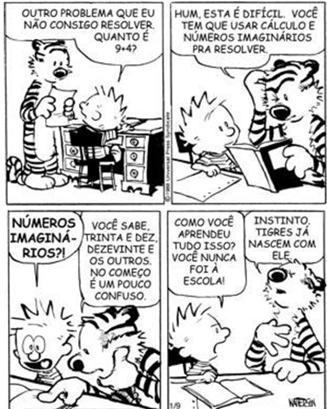 OUTRO PROBLEMA QUE EU
NÃO CONSIGO RESOLVER.
QUANTO É
9+4?
HUM, ESTA É DIFÍCIL. VOCÊ
TEM QUE USAR CÁLCULO E
NÚMEROS IMAGINÁRIOS
PRA RESOLVER.
NÚMEROS
IMAGINÁ-
RIOS?!
VOCÊ SABE,
TRINTA E DEZ,
DEZEVINTE E
OS OUTROS.
NO COMEÇO
É UM POUCO
CONFUSO.
COMO VOCÊ
APRENDEU
TUDO ISSO?
VOCÊ NUNCA
FOI À
ESCOLA!
INSTINTO.
TIGRES JÁ
NASCEM COM
ELE.
1/9
WATERSON